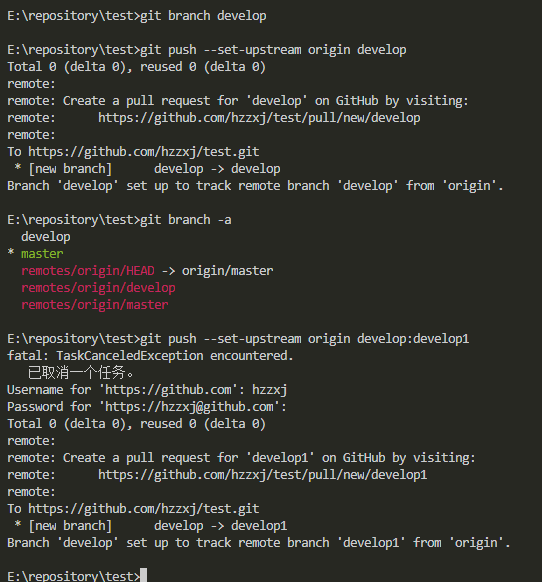 E:\repository\test>git branch develop
E:\repository\test>git push --set-upstream origin develop
Total 0 (delta 0), reused 0 (delta 0)
remote:
remote: Create a pull request for 'develop' on GitHub by visiting:
remote:      https://github.com/hzzxj/test/pull/new/develop
remote:
To https://github.com/hzzxj/test.git
 * [new branch]      develop -> develop
Branch 'develop' set up to track remote branch 'develop' from 'origin'.
E:\repository\test>git branch -a
  develop
* master
  remotes/origin/HEAD -> origin/master
  remotes/origin/develop
  remotes/origin/master
E:\repository\test>git push --set-upstream origin develop:develop1
fatal: TaskCanceledException encountered.
   已取消一个任务。
Username for 'https://github.com': hzzxj
Password for 'https://hzzxj@github.com':
Total 0 (delta 0), reused 0 (delta 0)
remote:
remote: Create a pull request for 'develop1' on GitHub by visiting:
remote:      https://github.com/hzzxj/test/pull/new/develop1
remote:
To https://github.com/hzzxj/test.git
 * [new branch]      develop -> develop1
Branch 'develop' set up to track remote branch 'develop1' from 'origin'.
E:\repository\test>